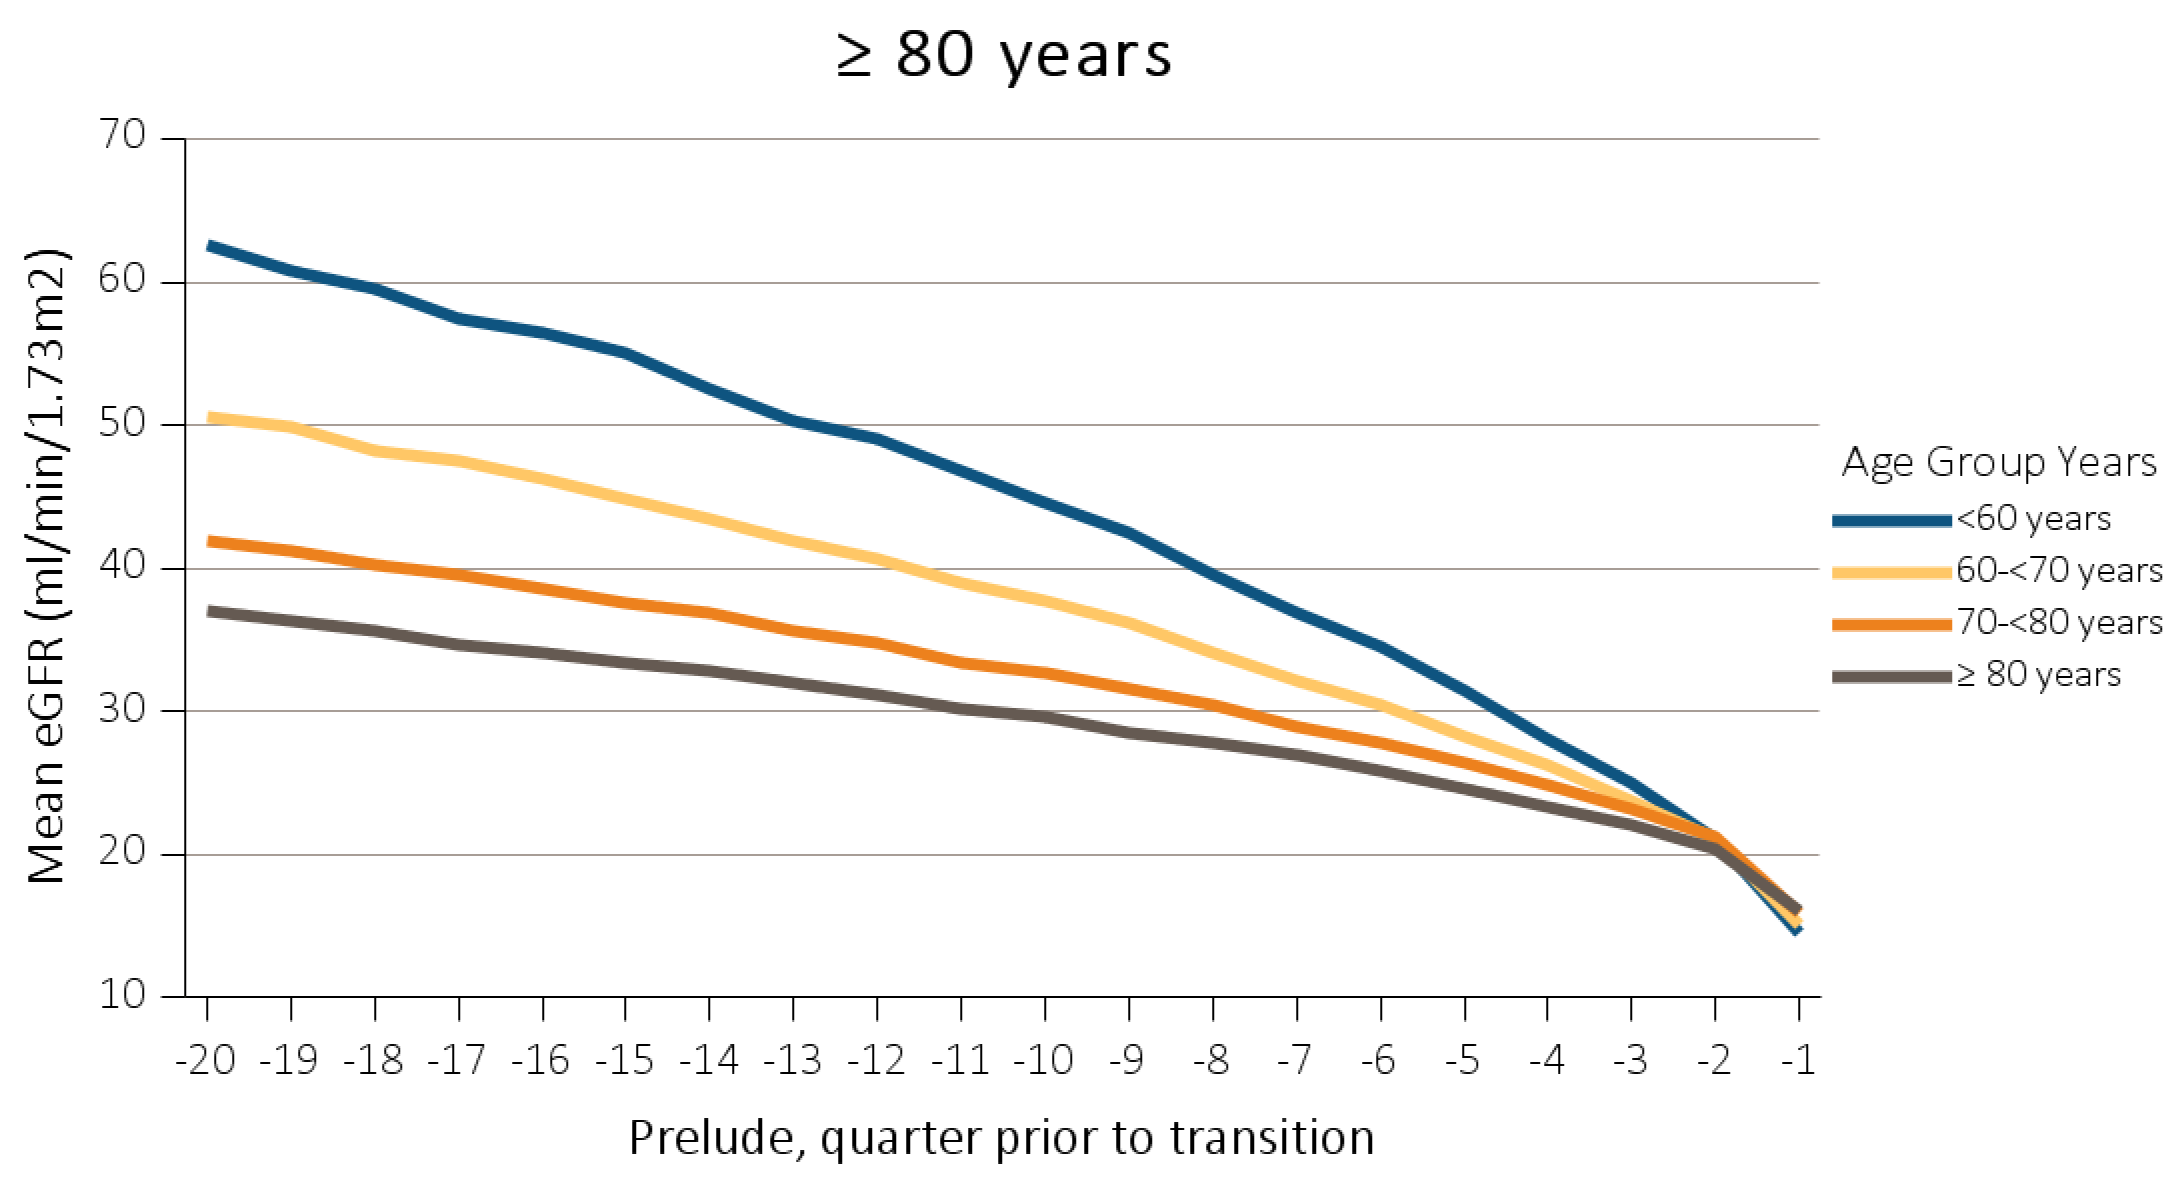 ≥ 80 years
70
60
50
40
30
20
10
Mean eGFR (ml/min/1.73m2)
-20 -19 -18 -17 -16 -15 -14 -13 -12 -11 -10 -9 -8 -7 -6 -5 -4 -3 -2 -1
Prelude, quarter prior to transition
Age Group Years
<60 years
60-<70 years
70-<80 years
≥ 80 years